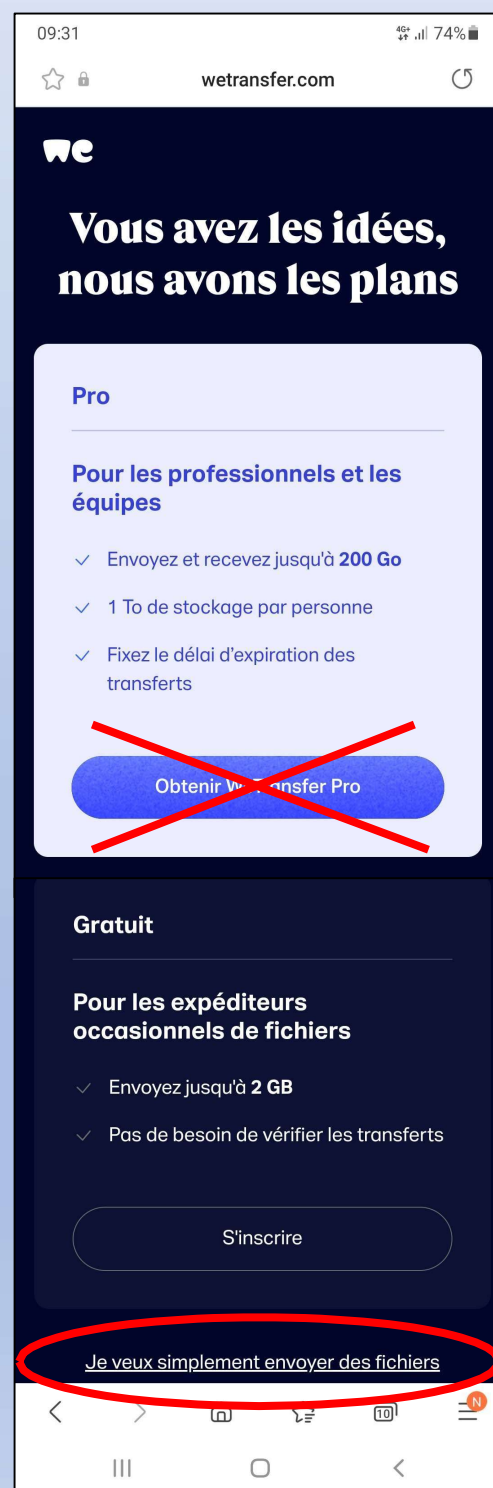 09:31
4G+ 74%
wetransfer.com
we
Vous avez les idées,
nous avons les plans
Pro
Pour les professionnels et les
équipes
Envoyez et recevez jusqu'à 200 Go
1 To de stockage par personne
Fixez le délai d'expiration des
transferts
Obtenir WeTransfer Pro
Gratuit
Pour les expéditeurs
occasionnels de fichiers
Envoyez jusqu'à 2 GB
Pas de besoin de vérifier les transferts
S'inscrire
Je veux simplement envoyer des fichiers
10
N